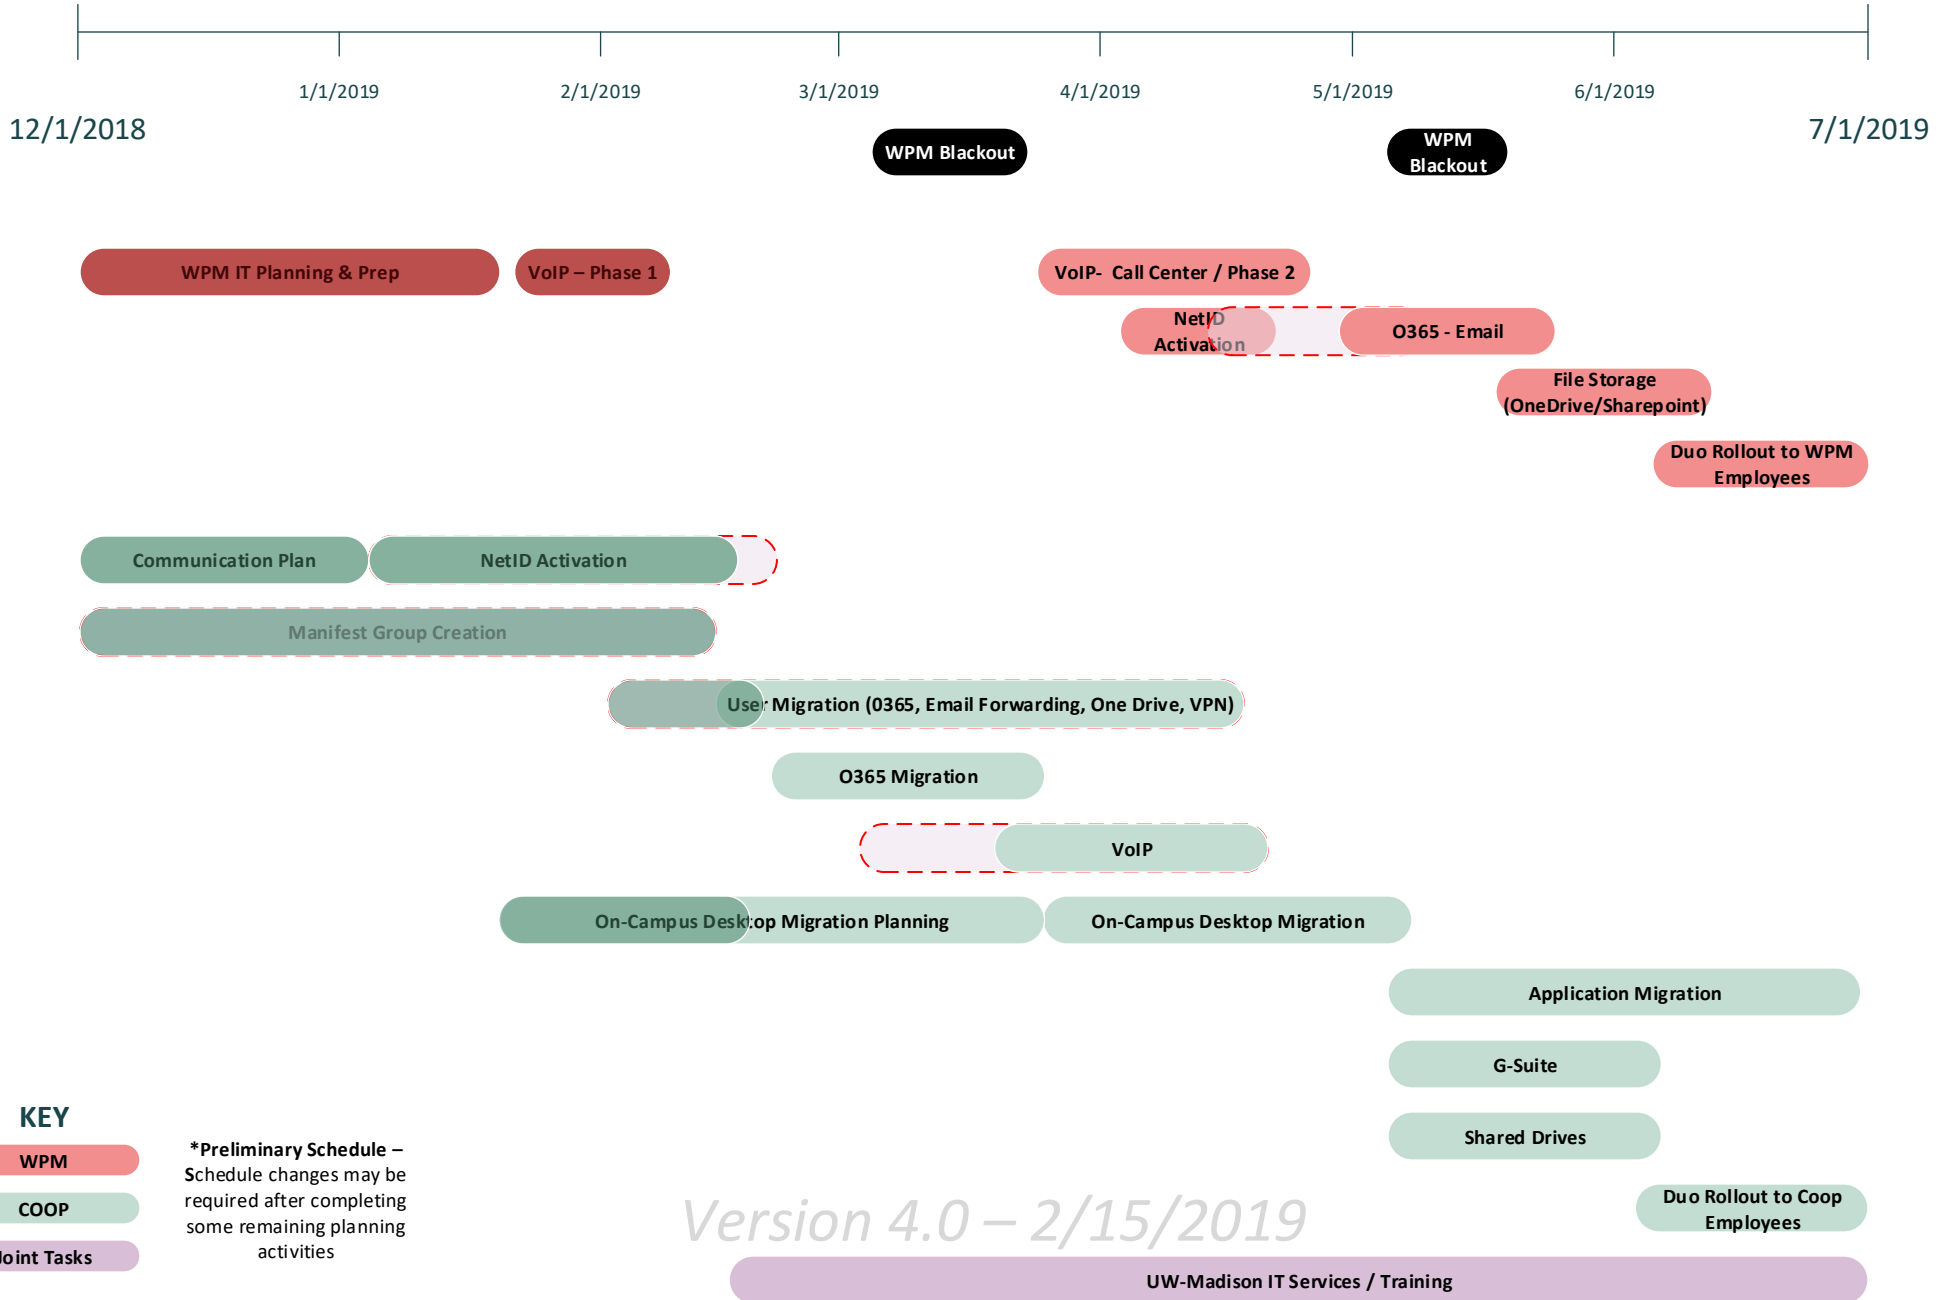 1/1/2019
2/1/2019
3/1/2019
4/1/2019
5/1/2019
6/1/2019
12/1/2018
7/1/2019
WPM Blackout
WPM
Blackout
WPM IT Planning & Prep
VoIP – Phase 1
VoIP-  Call Center / Phase 2
NetID
Activation
O365 - Email
File Storage
(OneDrive/Sharepoint)
Duo Rollout to WPM
Employees
Communication Plan
NetID Activation
Manifest Group Creation
User Migration (0365, Email Forwarding, One Drive, VPN)
O365 Migration
VoIP
On-Campus Desktop Migration Planning
On-Campus Desktop Migration
Application Migration
G-Suite
Shared Drives
Duo Rollout to Coop
Employees
UW-Madison IT Services / Training
KEY
WPM
COOP
Joint Tasks
*Preliminary Schedule –
Schedule changes may be
required after completing
some remaining planning
activities
Version 4.0 – 2/15/2019